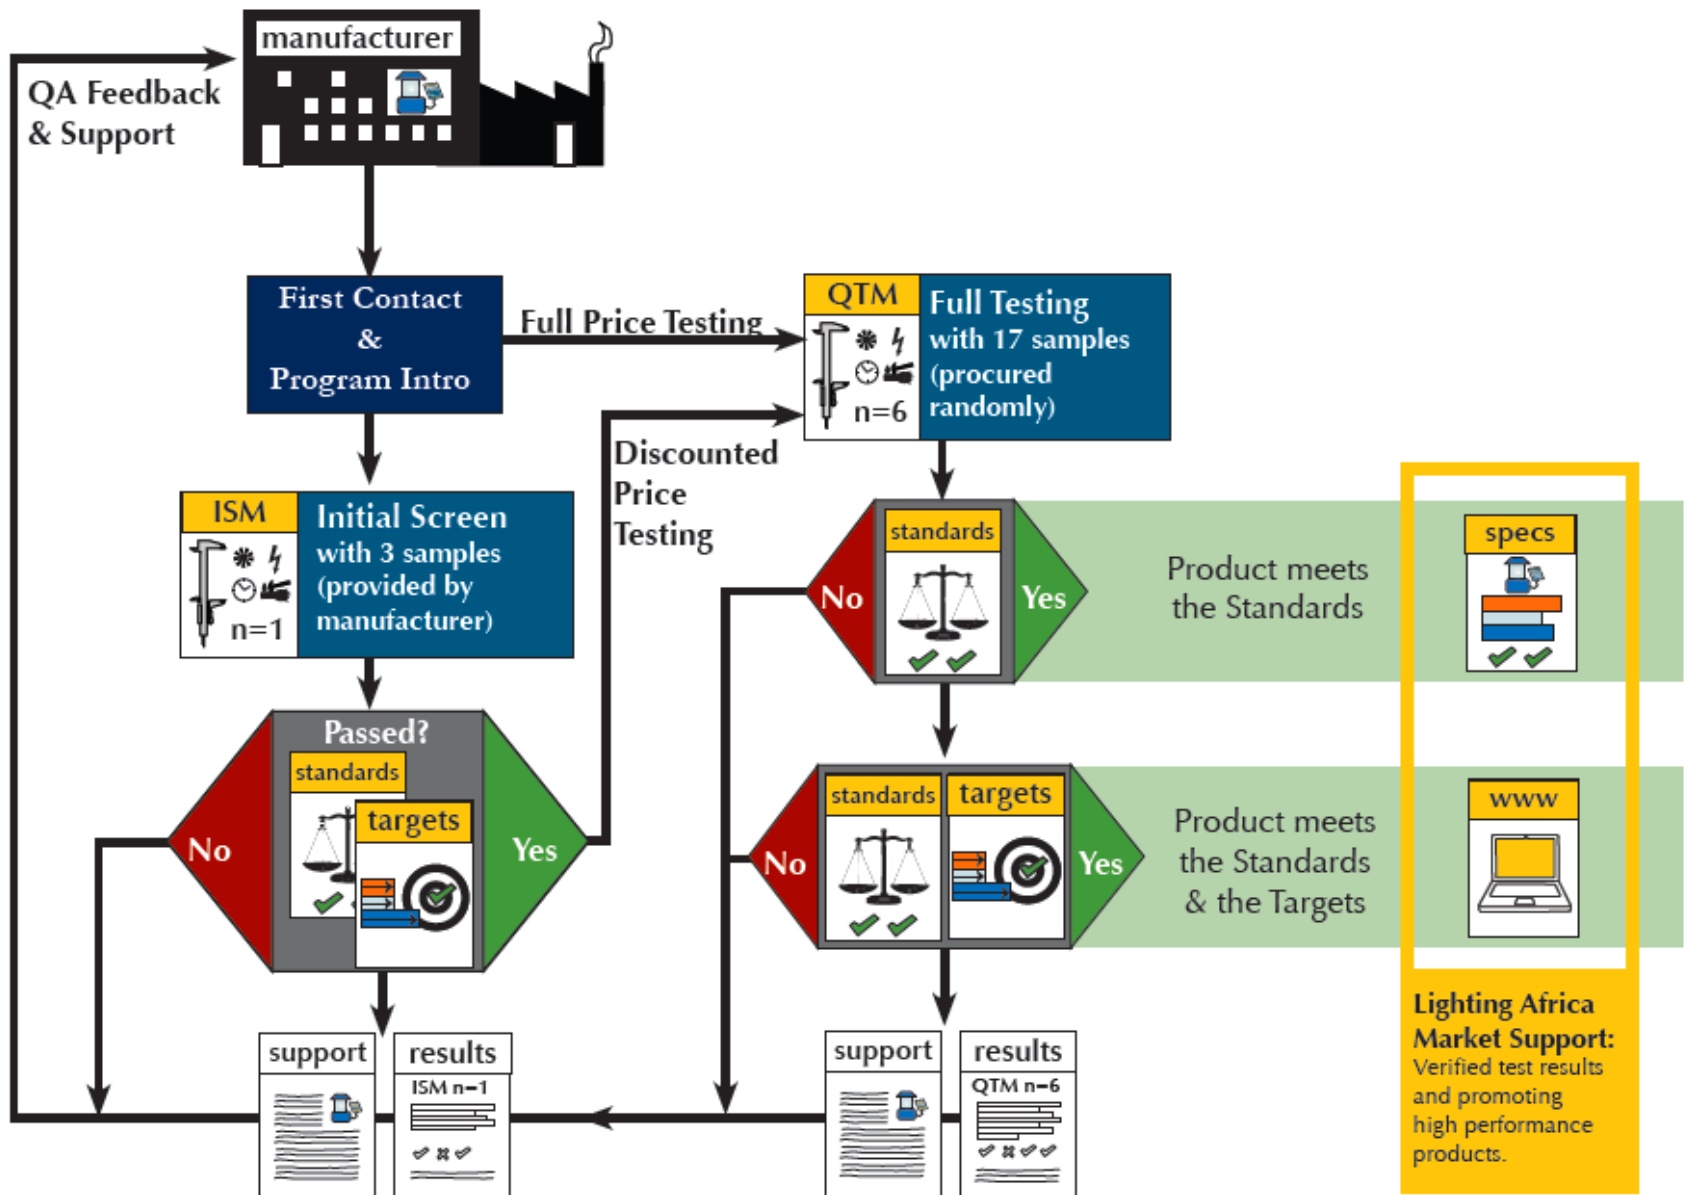 manufacturer
QA Feedback
& Support
First Contact
&
Program Intro
Full Price Testing
QTM
n=6
Full Testing
with 17 samples
(procured
randomly)
Discounted
Price
Testing
ISM
n=1
Initial Screen
with 3 samples
(provided by
manufacturer)
standards
No
Yes
Product meets
the Standards
specs
Passed?
standards
targets
No
Yes
standards
targets
No
Yes
Product meets
the Standards
& the Targets
www
Lighting Africa
Market Support:
Verified test results
and promoting
high performance
products.
support
results
ISM n=1
support
results
QTM n=6